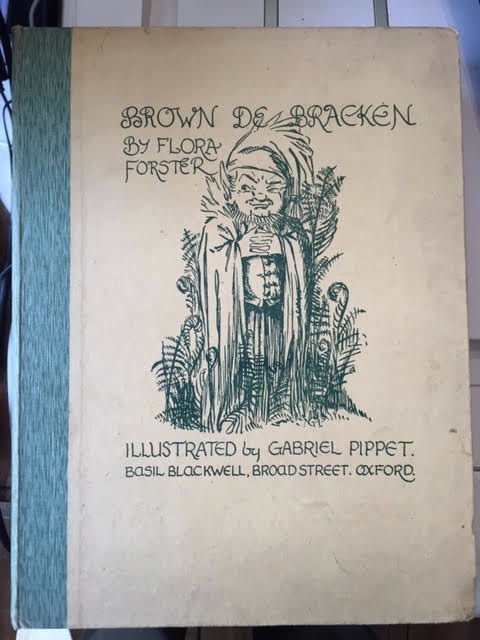 BROWN DE BRACKEN
BY FLORA
FORSTER
ILLUSTRATED by GABRIEL PIPPET.
BASIL BLACKWELL, BROAD STREET. OXFORD.